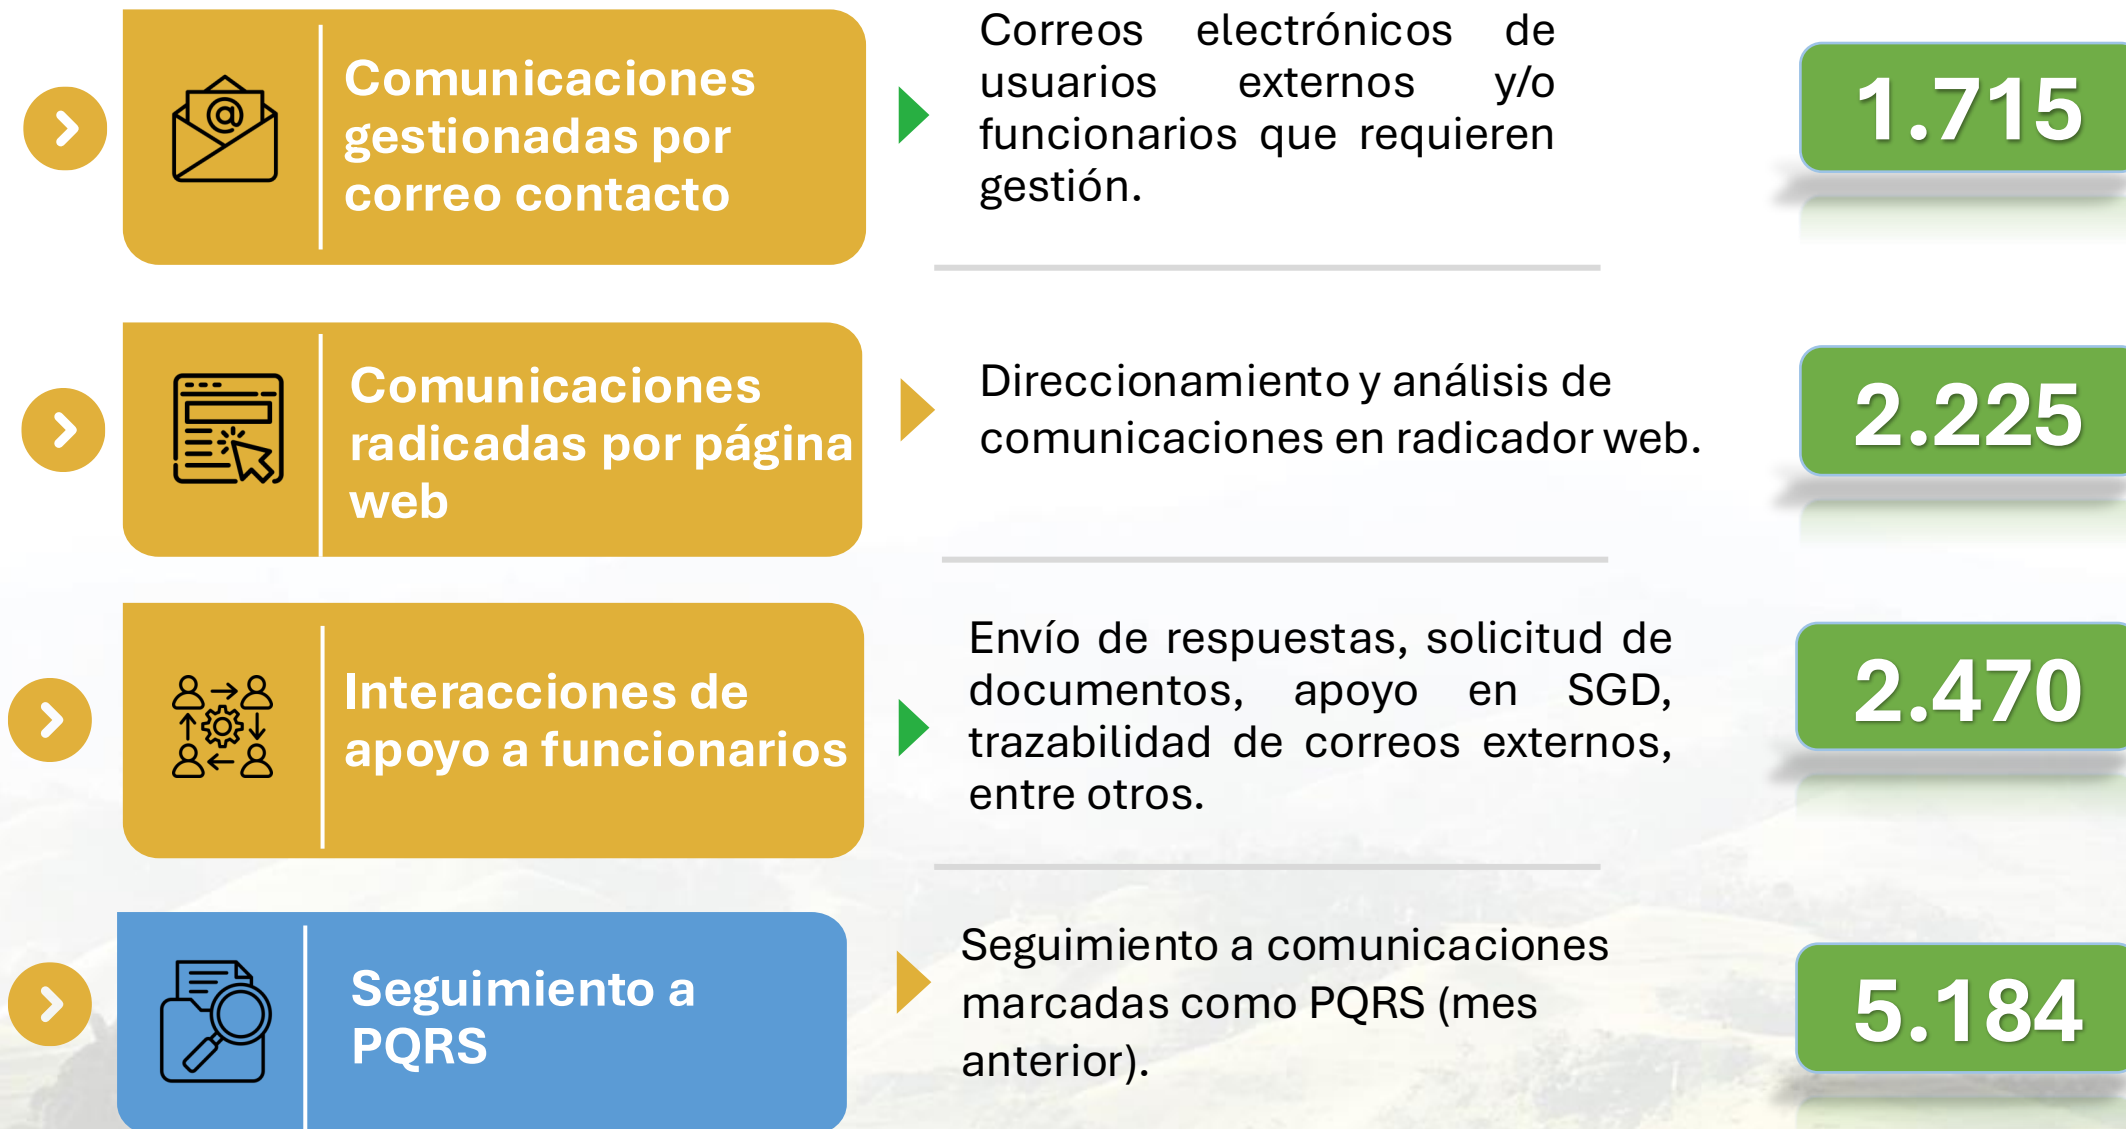 Comunicaciones
gestionadas por
correo contacto
Correos electrónicos de
usuarios externos y/o
funcionarios que requieren
gestión.
1.715
Comunicaciones
radicadas por página
web
Direccionamiento y análisis de
comunicaciones en radicador web.
2.225
Interacciones de
apoyo a funcionarios
Envío de respuestas, solicitud de
documentos, apoyo en SGD,
trazabilidad de correos externos,
entre otros.
2.470
Seguimiento a
PQRS
Seguimiento a comunicaciones
marcadas como PQRS (mes
anterior).
5.184